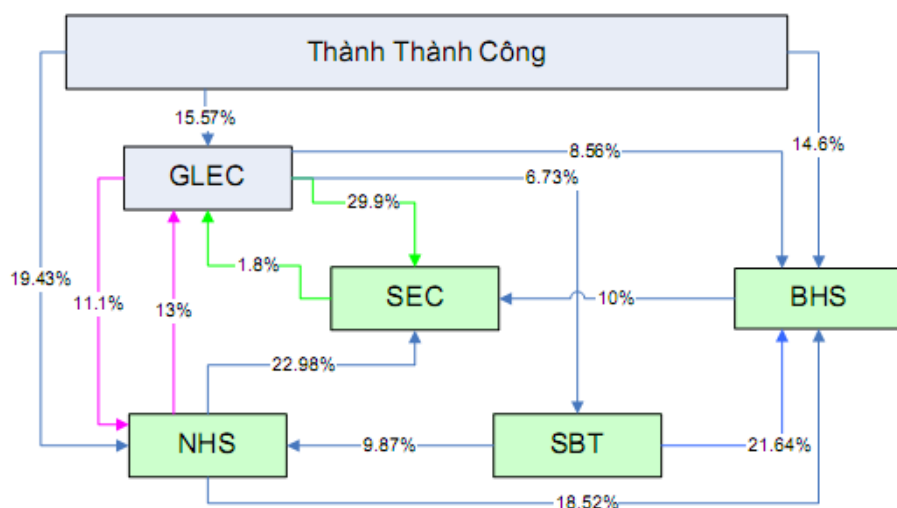 Thành Thành Công
15.57%
14.6%
8.56%
GLEC
6.73%
29.9%
19.43%
1.8%
11.1%
13%
SEC
10%
BHS
22.98%
NHS
9.87%
SBT
21.64%
18.52%